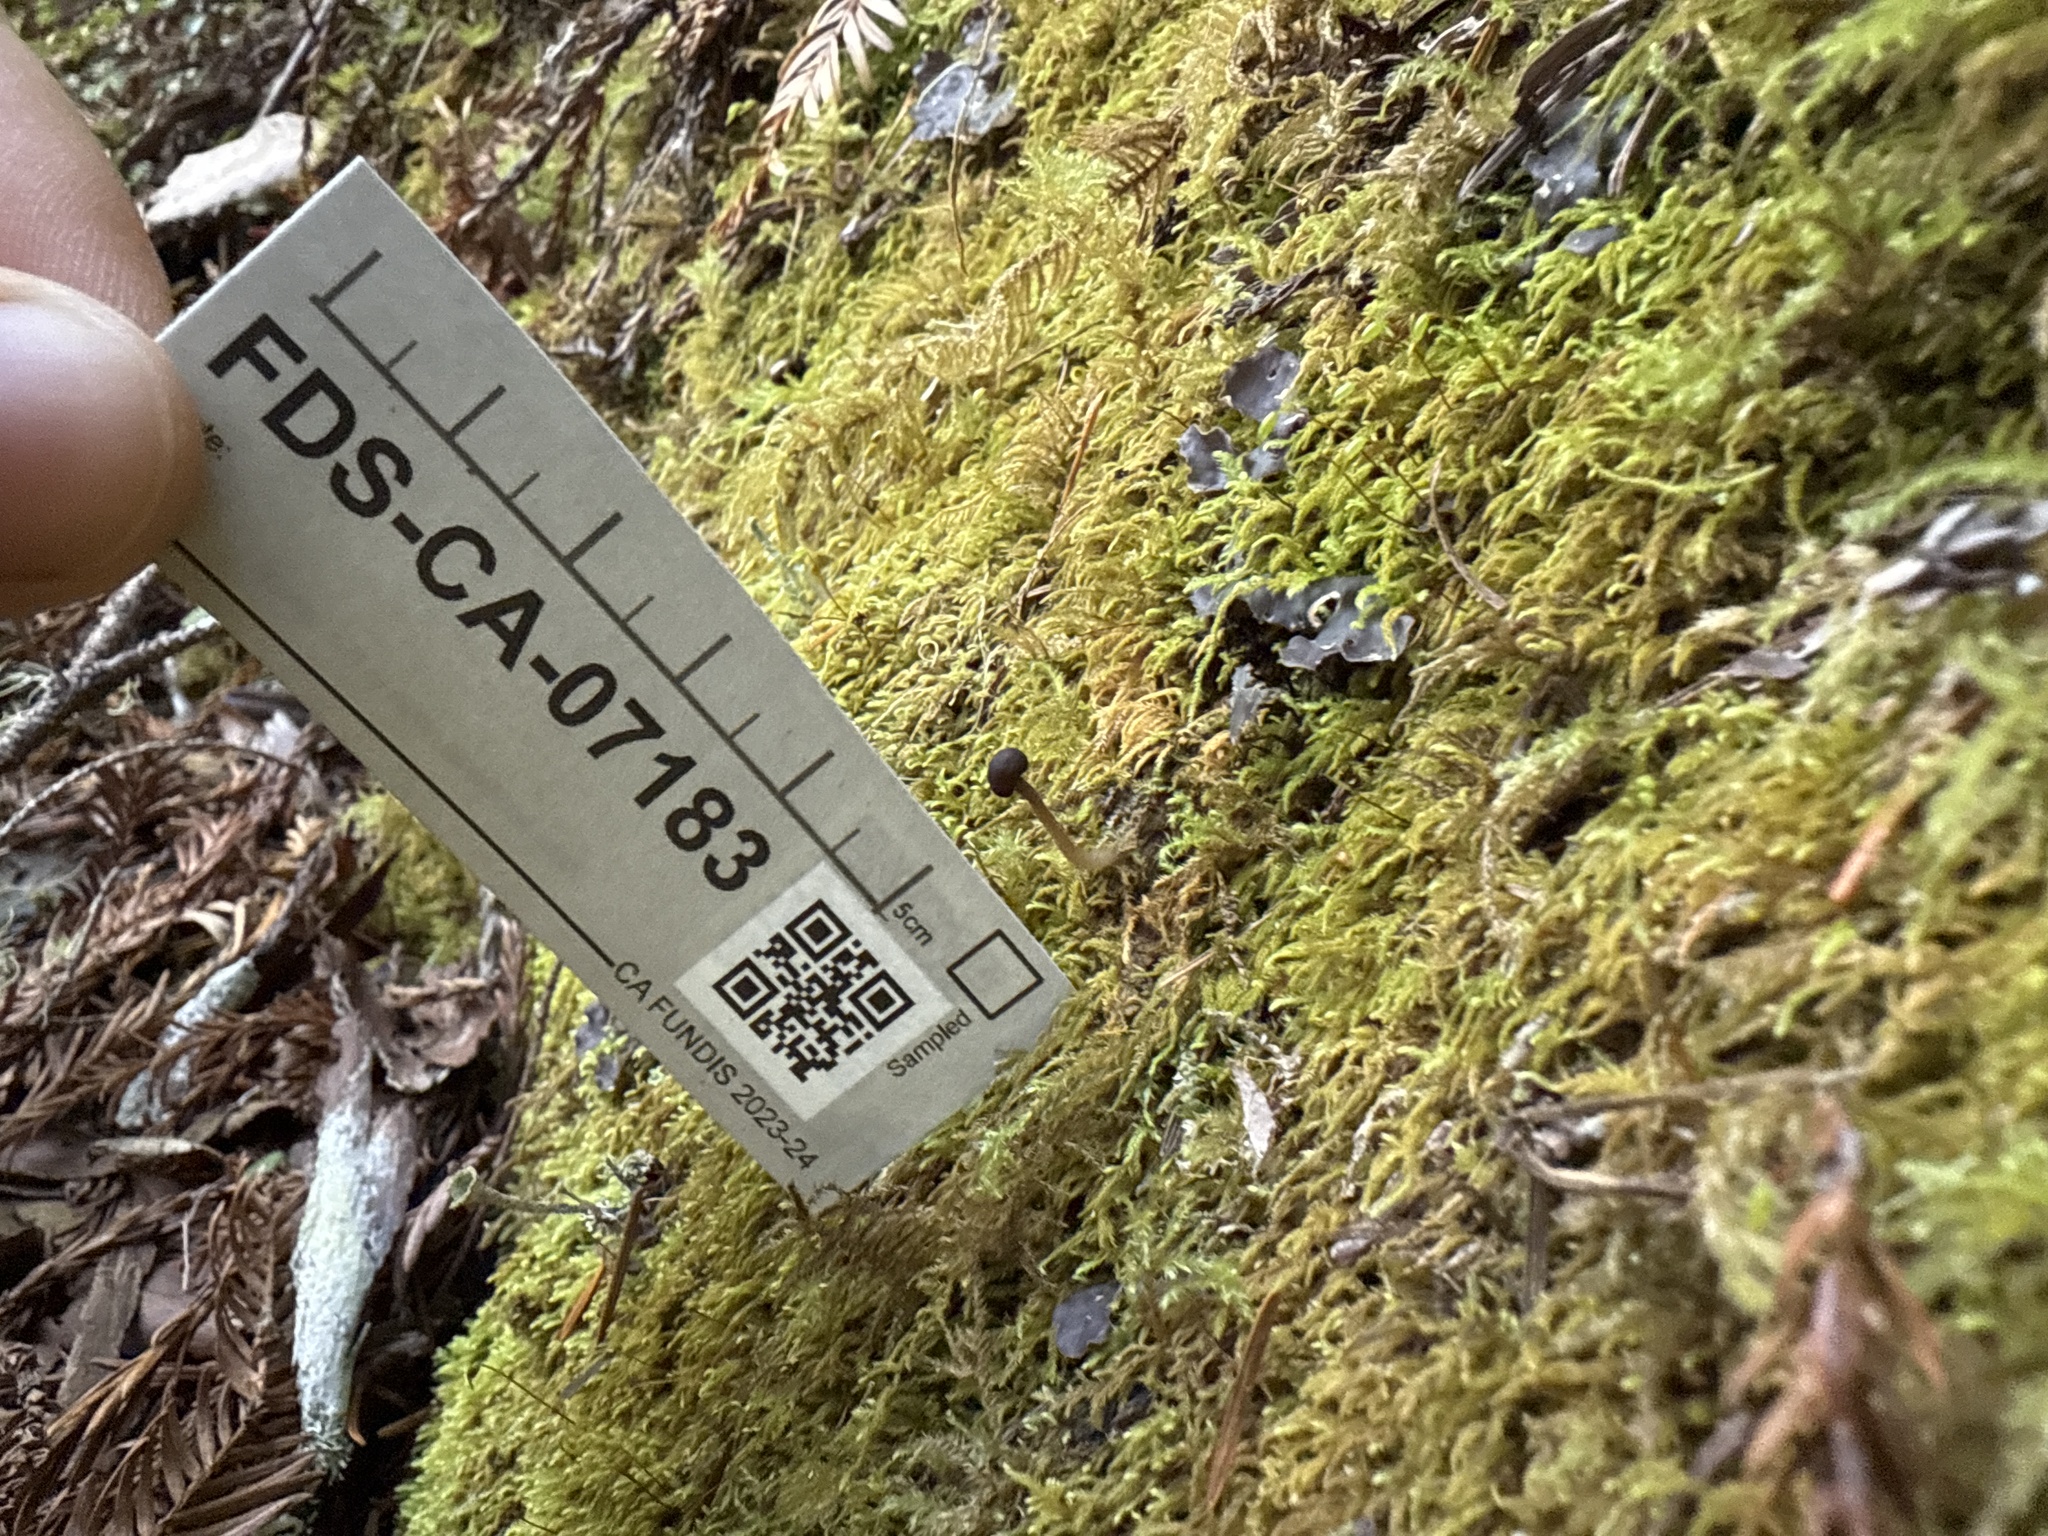 5cm
FDS-CA-07183
Sampled
CA FUNDIS 2023-24